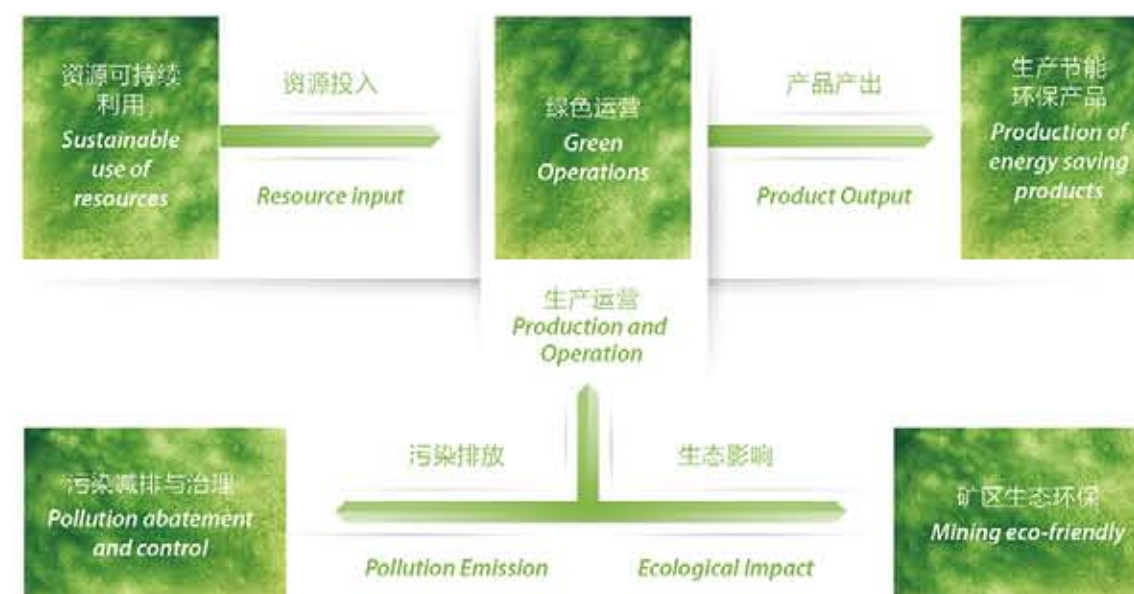 资源可持续
利用
Sustainable
use of
resources
资源投入
Resource input
绿色运营
Green
Operations
产品产出
Product Output
生产节能
环保产品
Production of
energy saving
products
生产运营
Production and
Operation
污染减排与治理
Pollution abatement
and control
污染排放
Pollution Emission
生态影响
Ecological Impact
矿区生态环保
Mining eco-friendly